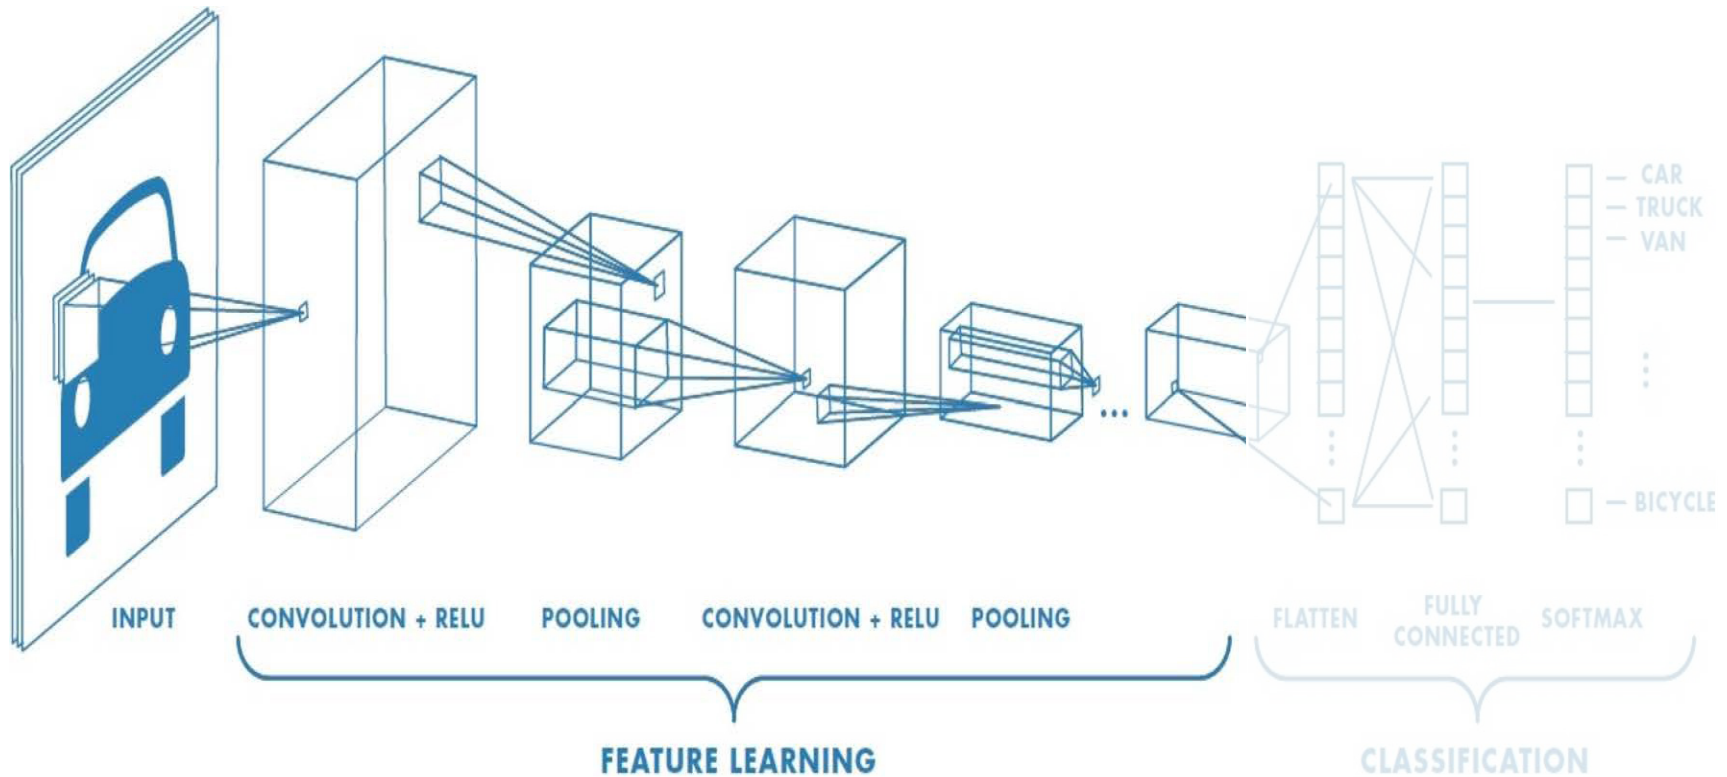 CAR
TRUCK
VAN
BICYCLE
INPUT
CONVOLUTION + RELU
POOLING
CONVOLUTION + RELU
POOLING
FLATTEN
FULLY
CONNECTED
SOFTMAX
FEATURE LEARNING
CLASSIFICATION